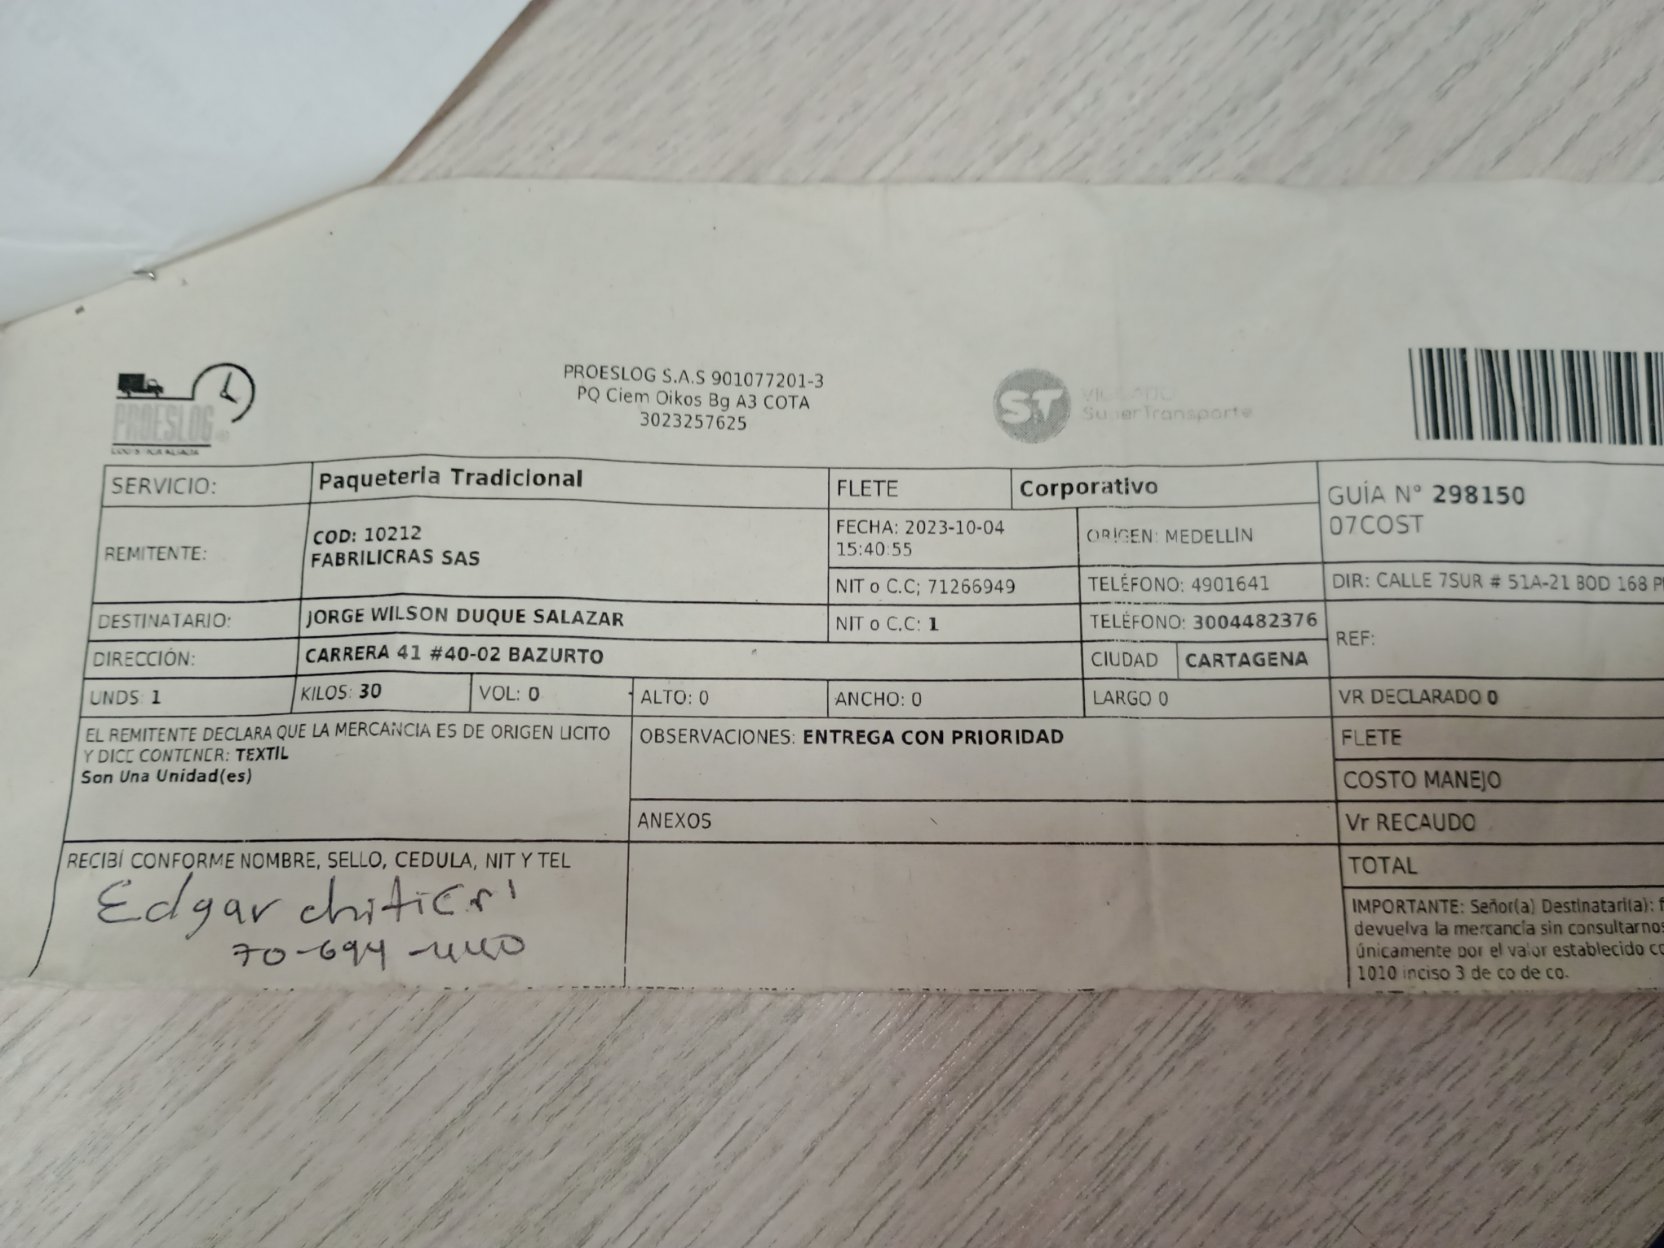 PROESLOG
PROESLOG S.A.S 901077201-3
PQ Ciem Oikos Bg A3 COTA
3023257625
ST
VIGILADO
SuperTransporte
SERVICIO: Paqueteria Tradicional FLETE Corporativo GUÍA N° 298150
07COST
REMITENTE: COD: 10212
FABRILICRAS SAS
FECHA: 2023-10-04
15:40:55
ORÍGEN: MEDELLÍN
NIT o C.C; 71266949 TELÉFONO: 4901641 DIR: CALLE 7SUR # 51A-21 BOD 168
DESTINATARIO: JORGE WILSON DUQUE SALAZAR NIT o C.C: 1 TELÉFONO: 3004482376 REF:
DIRECCIÓN: CARRERA 41 #40-02 BAZURTO CIUDAD CARTAGENA
UNDS: 1 KILOS: 30 VOL: 0 ALTO: 0 ANCHO: 0 LARGO 0 VR DECLARADO 0
EL REMITENTE DECLARA QUE LA MERCANCIA ES DE ORIGEN LICITO
Y DICE CONTENER: TEXTIL
Son Una Unidad(es)
OBSERVACIONES: ENTREGA CON PRIORIDAD
ANEXOS
FLETE
COSTO MANEJO
Vr RECAUDO
TOTAL
RECIBÍ CONFORME NOMBRE, SELLO, CEDULA, NIT Y TEL
Edgar
IMPORTANTE: Señor(a) Destinatari(a):
devuelva la mercancía sin consultarnos
únicamente por el valor establecido
1010 inciso 3 de co de co.